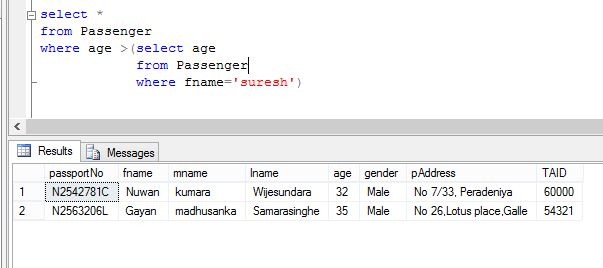 select *
from Passenger
where age >(select age
from Passenger
where fname='suresh')
Results Messages
passportNo fname mname lname age gender pAddress TAID
1 N2542781C Nuwan kumara Wijesundara 32 Male No 7/33, Peradeniya 60000
2 N2563206L Gayan madhusanka Samarasinghe 35 Male No 26,Lotus place,Galle 54321